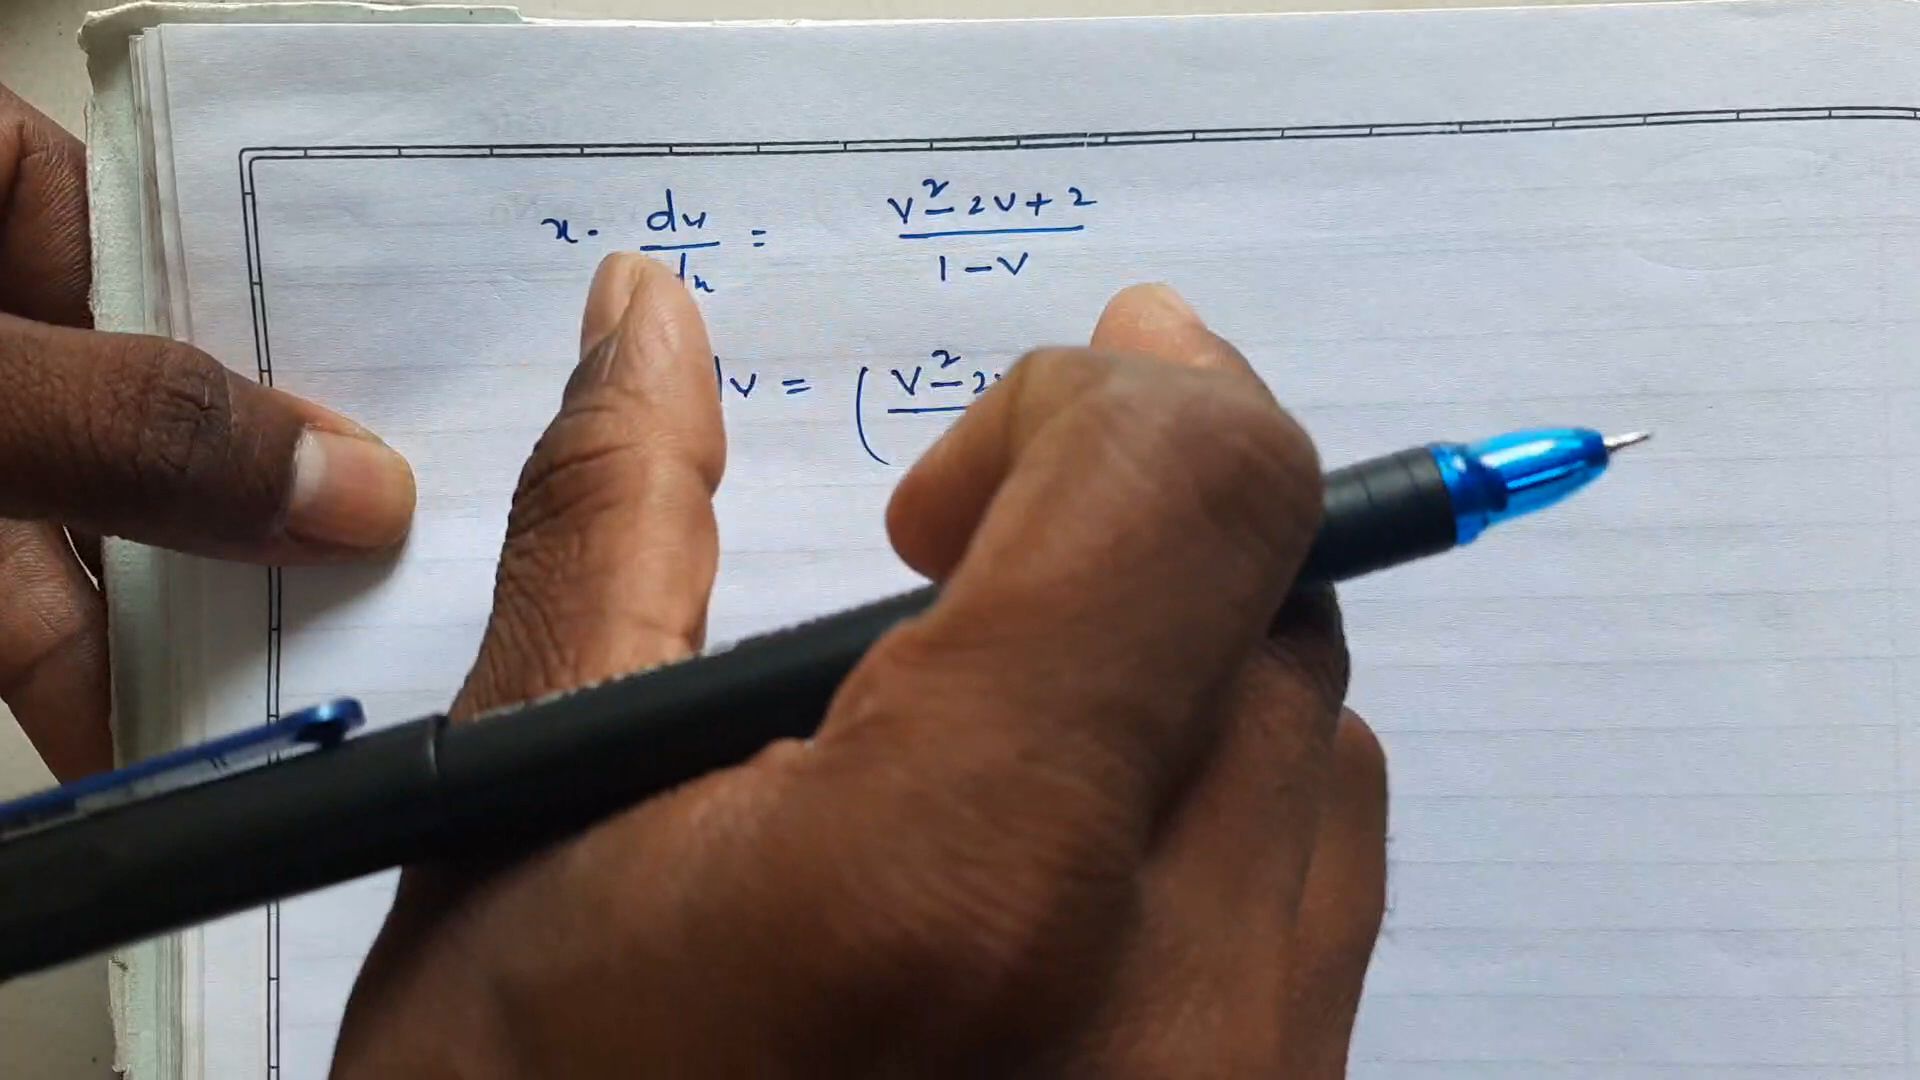 x. dv/dx = v² - 2v + 2 / 1 - v
dv = ( v² - 2